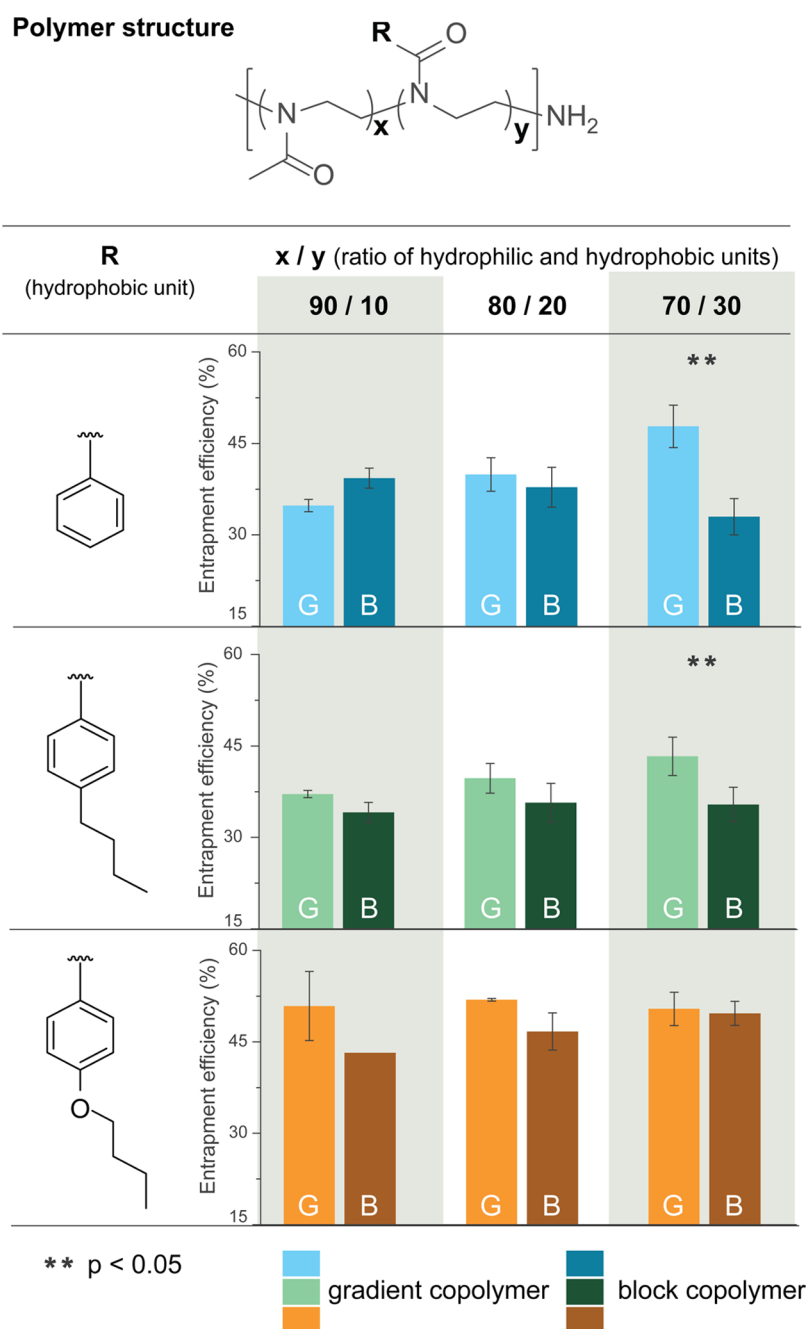 Polymer structure
R
O
N
N
x
y
NH2
O
R
(hydrophobic unit)
x / y (ratio of hydrophilic and hydrophobic units)
90 / 10
80 / 20
70 / 30
Entrapment efficiency (%)
60
45
30
15
**
G
B
G
B
G
B
Entrapment efficiency (%)
60
45
30
15
**
G
B
G
B
G
B
O
Entrapment efficiency (%)
60
45
30
15
G
B
G
B
G
B
** p < 0.05
gradient copolymer
block copolymer